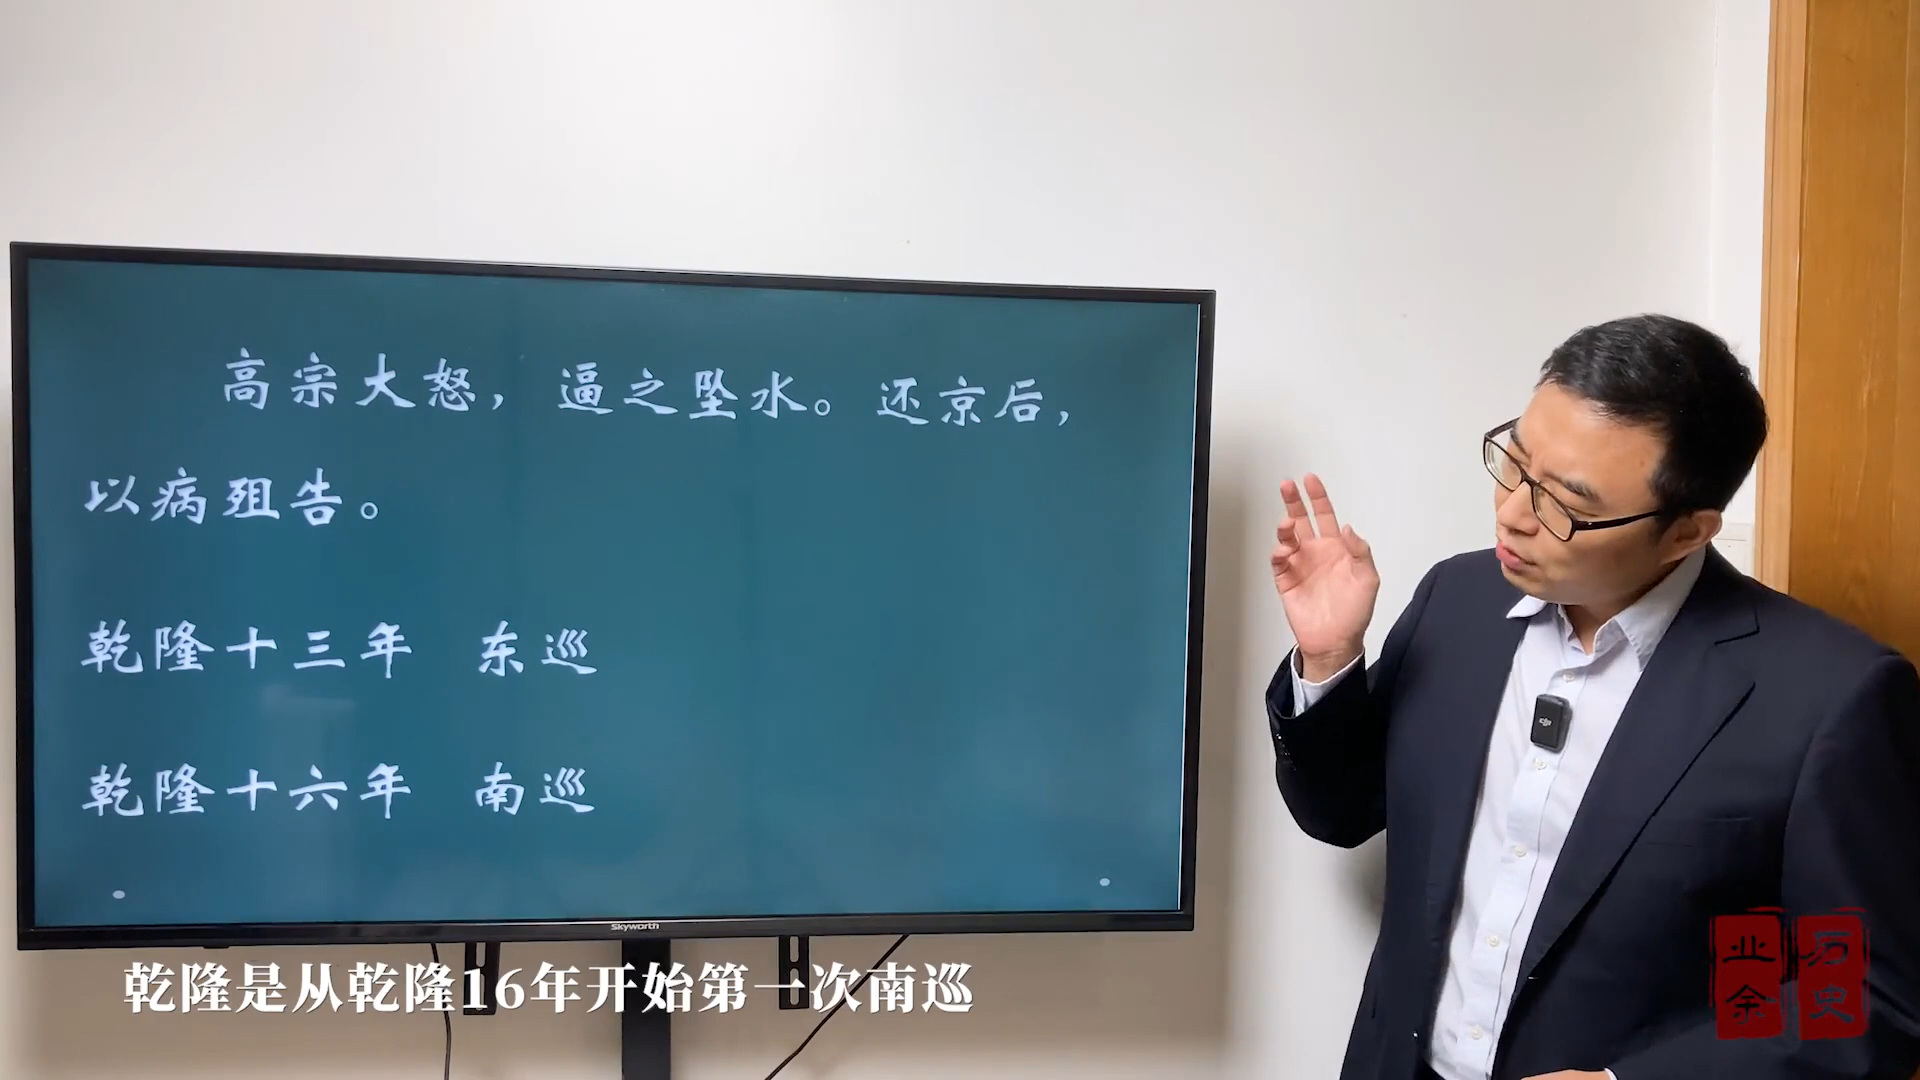 高宗大怒，逼之坠水。还京后，
以病殂告。
乾隆十三年 东巡
乾隆十六年 南巡
Skyworth
乾隆是从乾隆16年开始第一次南巡
业余
历史